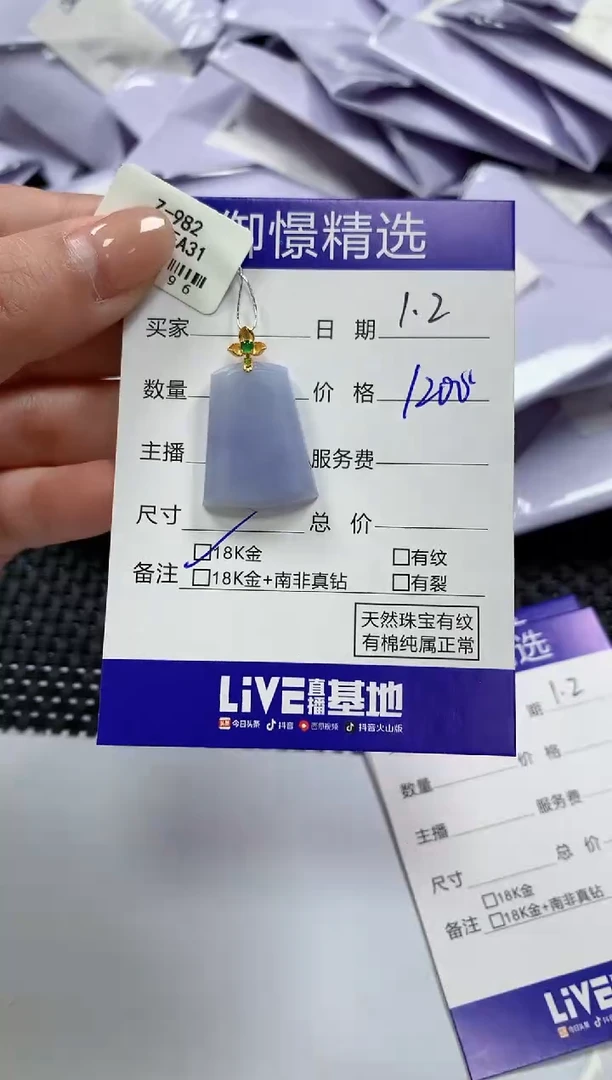 Z-982
A31
96
御憬精选
买家 日 期 1.2
数量 价 格 1200
主播 服务费
尺寸 总 价
备注 ✓ □18K金 □有纹
□18K金+南非真钻 □有裂
天然珠宝有纹
有棉纯属正常
LiVE直播基地
今日头条 抖音 西瓜视频 抖音火山版
选
期 1.2
数量 价 格
主播 服务费
尺寸 总 价
备注 □18K金
□18K金+南非真钻
LiVE
今日头条